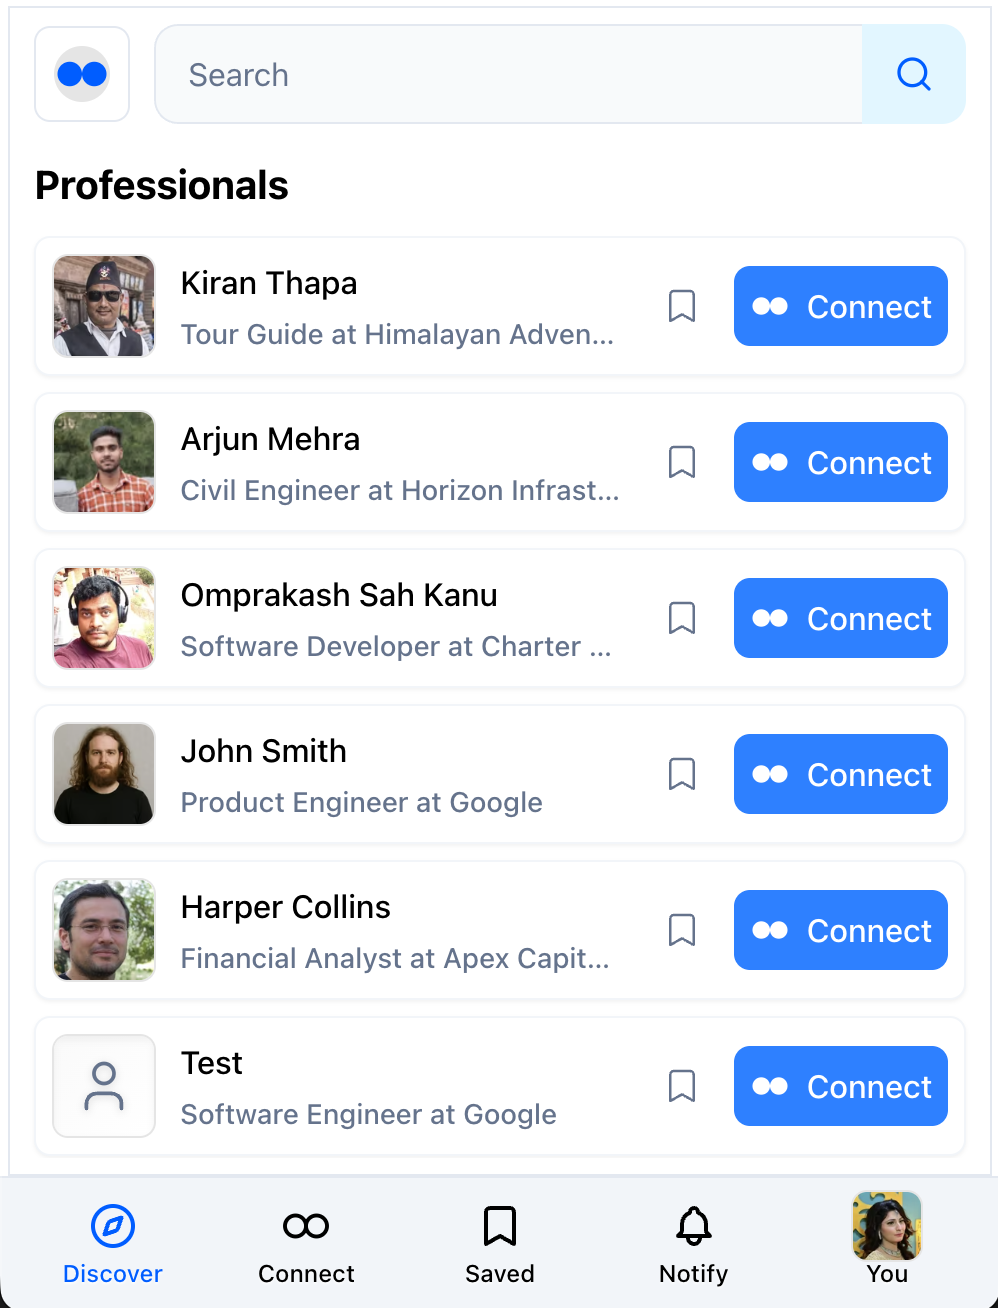 Search
Professionals
Kiran Thapa
Tour Guide at Himalayan Adven...
Connect
Arjun Mehra
Civil Engineer at Horizon Infrast...
Connect
Omprakash Sah Kanu
Software Developer at Charter ...
Connect
John Smith
Product Engineer at Google
Connect
Harper Collins
Financial Analyst at Apex Capit...
Connect
Test
Software Engineer at Google
Connect
Discover
Connect
Saved
Notify
You